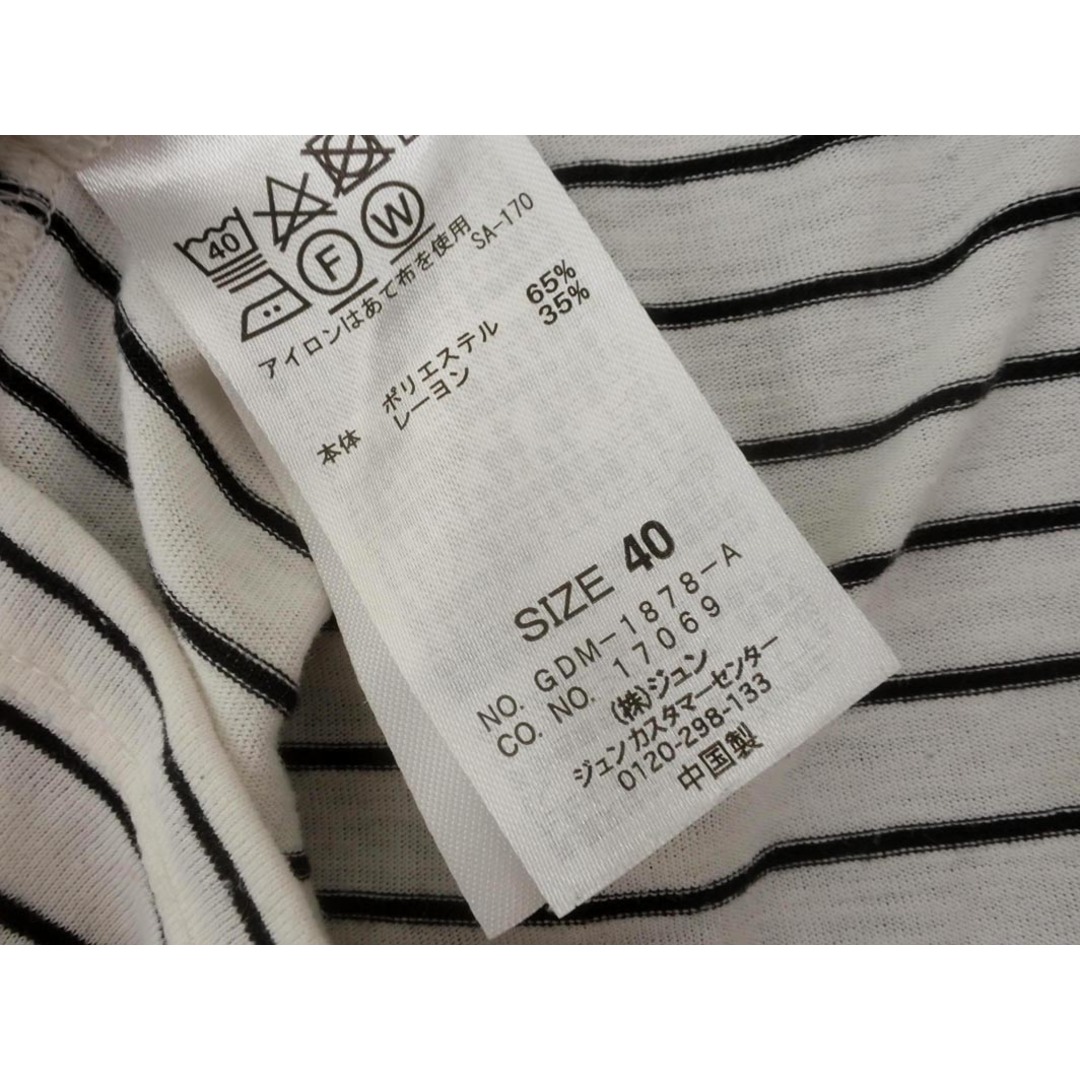 40
F W
アイロンはあて布を使用
SA-170
本体 ポリエステル 65%
レーヨン 35%
SIZE 40
NO. GDM-1878-A
CO. NO. 17069
(株)ジュン
ジュンカスタマーセンター
0120-298-133
中国製